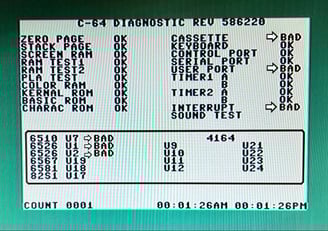 C-64 DIAGNOSTIC REV 586220
ZERO PAGE OK CASSETTE ⇨BAD
STACK PAGE OK KEYBOARD OK
SCREEN RAM OK CONTROL PORT OK
RAM TEST1 OK SERIAL PORT OK
RAM TEST2 OK USER PORT ⇨BAD
PLA TEST OK TIMER1 A OK
COLOR RAM OK B OK
KERNAL ROM OK TIMER2 A OK
BASIC ROM OK B OK
CHARAC ROM OK INTERRUPT ⇨BAD
SOUND TEST
6510 U7 ⇨BAD 4164
6526 U1 ⇨BAD U9 U21
6526 U2 ⇨BAD U10 U22
6567 U19 U11 U23
6581 U18 U12 U24
82S1 U17
COUNT 0001 00:01:26AM 00:01:26PM